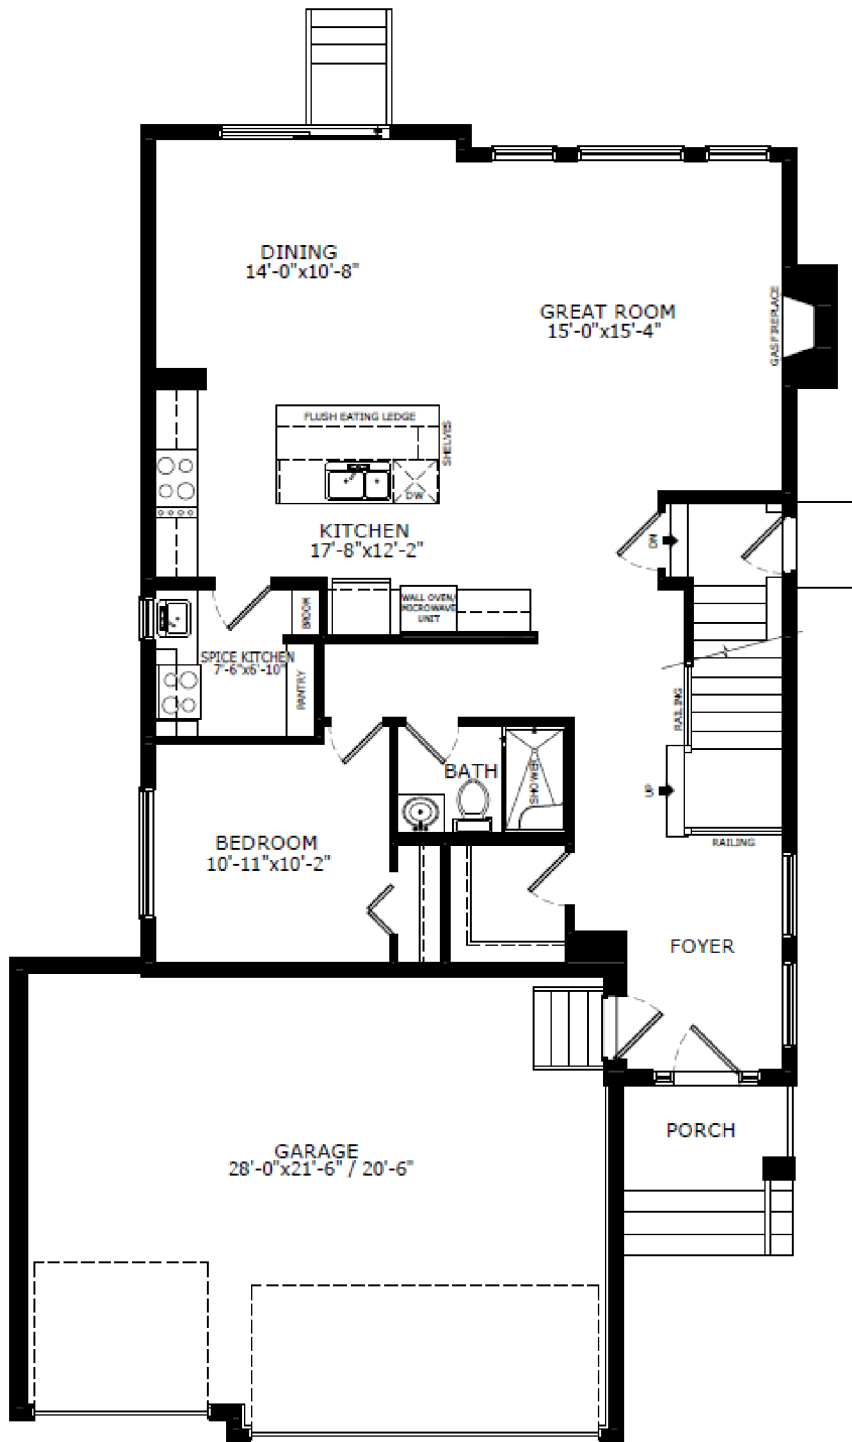 DINING
14'-0"x10'-8"
GREAT ROOM
15'-0"x15'-4"
GAS FIREPLACE
FLUSH EATING LEDGE
SHELVES
DW
KITCHEN
17'-8"x12'-2"
DN
WALL OVEN/
MICROWAVE
UNIT
BROOM
SPICE KITCHEN
7'-6"x6'-10"
PANTRY
RAILING
BATH
SHOWER
UP
RAILING
BEDROOM
10'-11"x10'-2"
FOYER
PORCH
GARAGE
28'-0"x21'-6" / 20'-6"